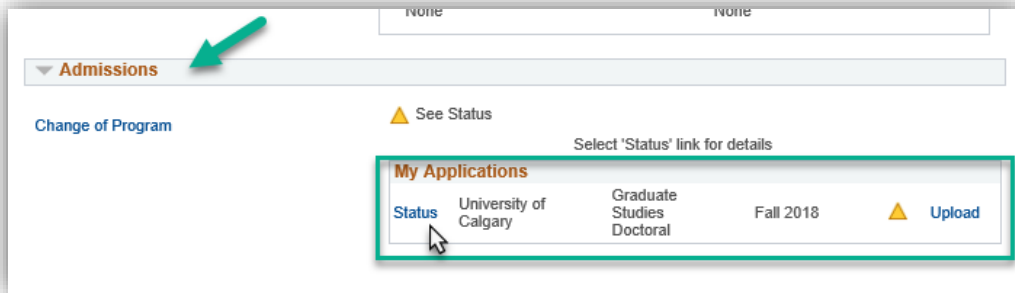 None None
Admissions
Change of Program
See Status
Select 'Status' link for details
My Applications
Status University of Calgary Graduate Studies Doctoral Fall 2018 Upload